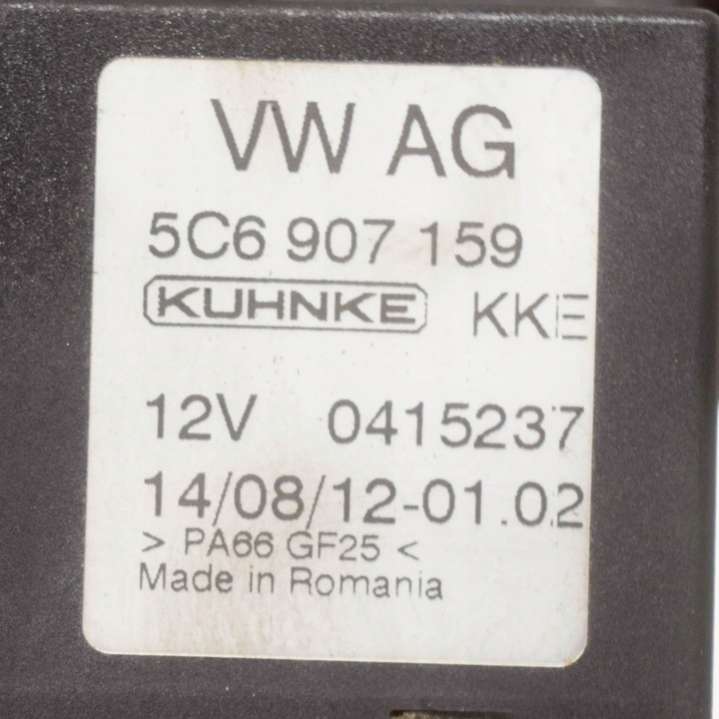 VW AG
5C6 907 159
KUHNKE KKE
12V 0415237
14/08/12-01.02
> PA66 GF25 <
Made in Romania